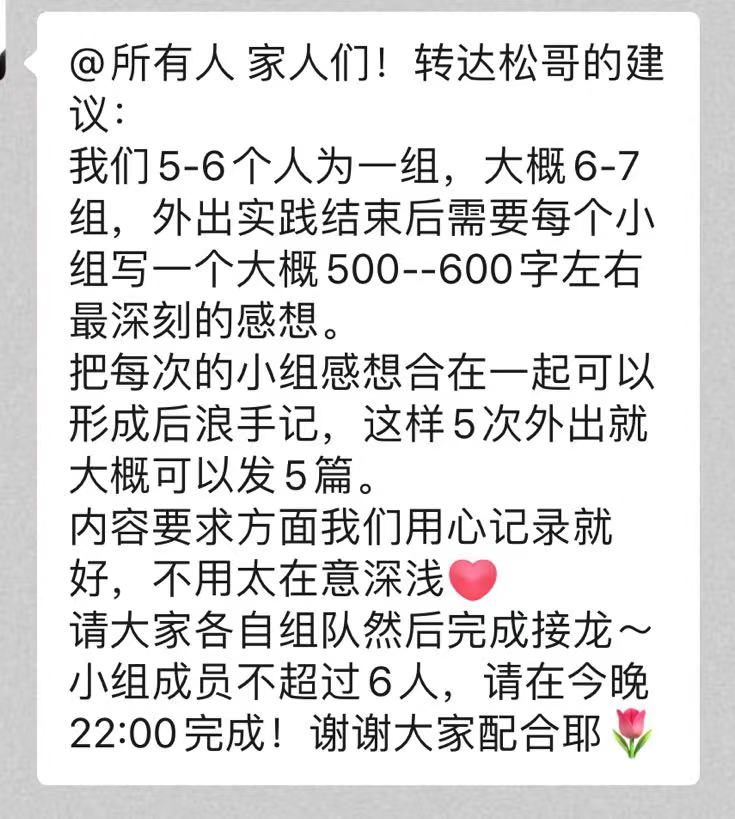 @所有人 家人们！转达松哥的建
议：
我们5-6个人为一组，大概6-7
组，外出实践结束后需要每个小
组写一个大概500--600字左右
最深刻的感想。
把每次的小组感想合在一起可以
形成后浪手记，这样5次外出就
大概可以发5篇。
内容要求方面我们用心记录就
好，不用太在意深浅❤️
请大家各自组队然后完成接龙～
小组成员不超过6人，请在今晚
22:00完成！谢谢大家配合耶🌷